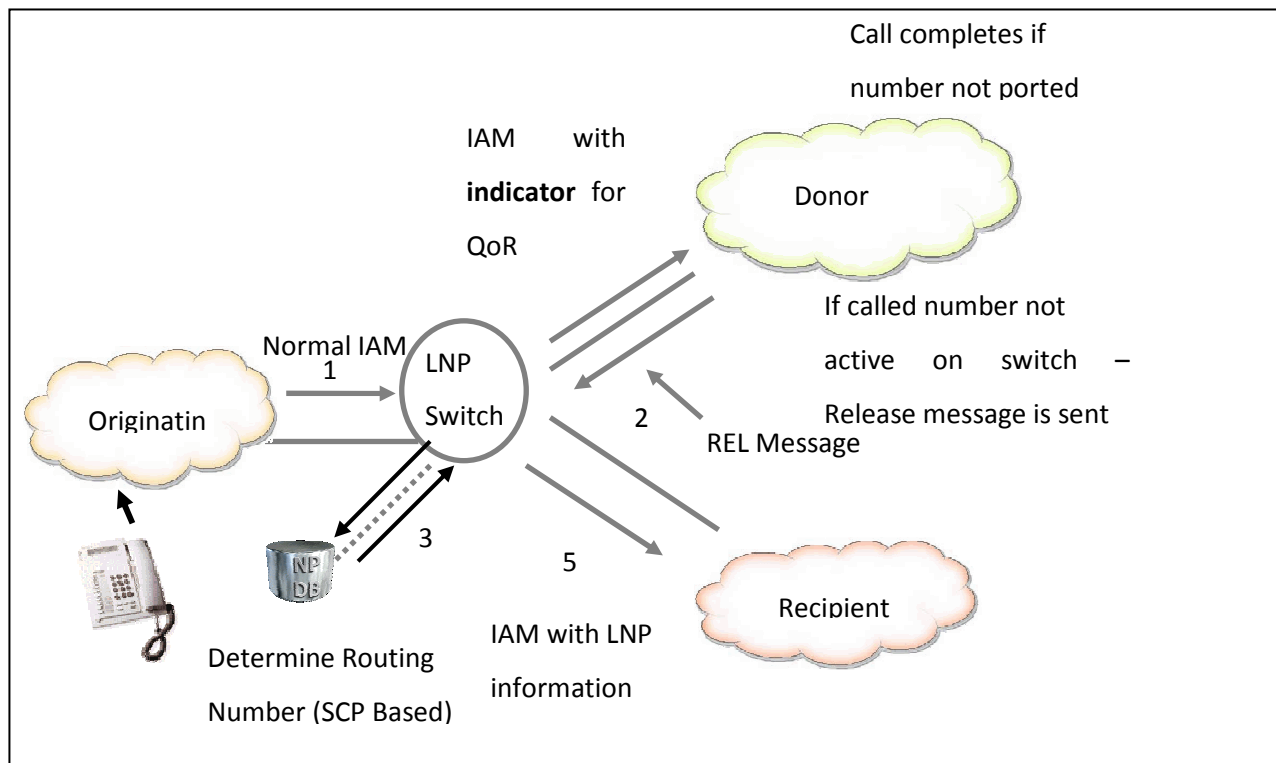 Call completes if
number not ported
IAM with
indicator for
QoR
Donor
If called number not
active on switch –
Release message is sent
Normal IAM
1
LNP
Switch
Originatin
2
REL Message
3
NP
DB
5
Recipient
Determine Routing
Number (SCP Based)
IAM with LNP
information